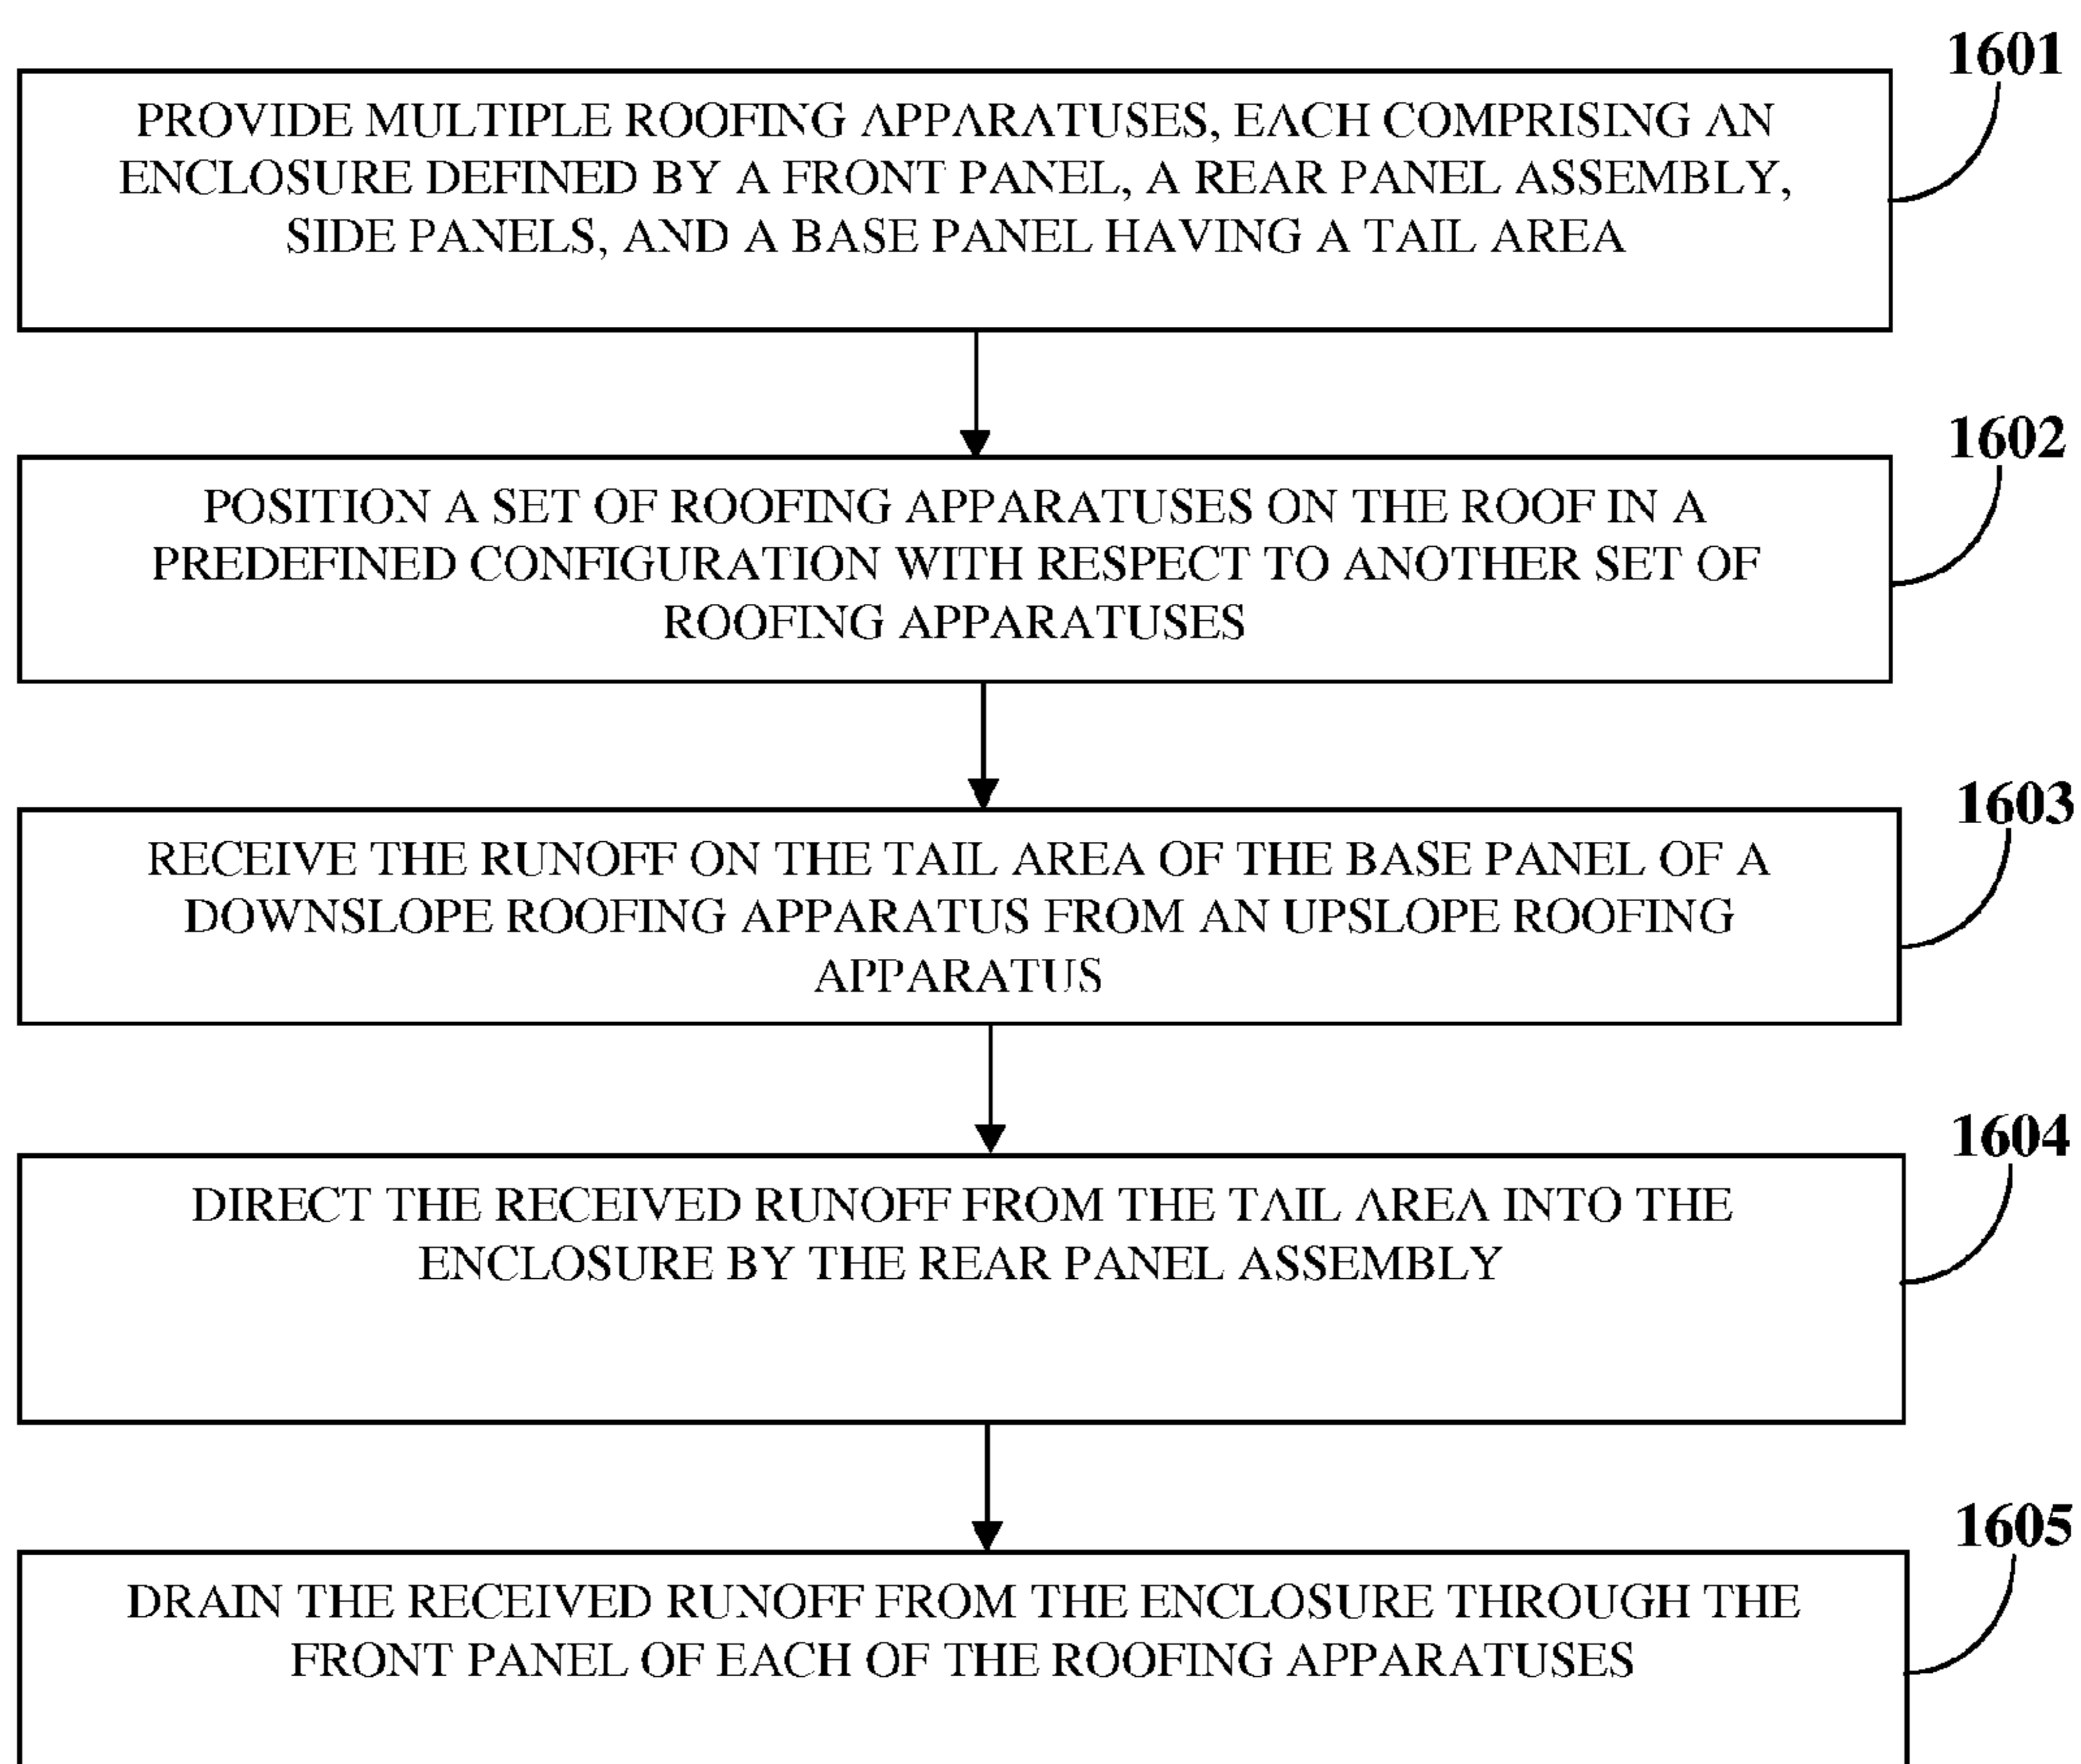 1601
PROVIDE MULTIPLE ROOFING APPARATUSES, EACH COMPRISING AN
ENCLOSURE DEFINED BY A FRONT PANEL, A REAR PANEL ASSEMBLY,
SIDE PANELS, AND A BASE PANEL HAVING A TAIL AREA
1602
POSITION A SET OF ROOFING APPARATUSES ON THE ROOF IN A
PREDEFINED CONFIGURATION WITH RESPECT TO ANOTHER SET OF
ROOFING APPARATUSES
1603
RECEIVE THE RUNOFF ON THE TAIL AREA OF THE BASE PANEL OF A
DOWNSLOPE ROOFING APPARATUS FROM AN UPSLOPE ROOFING
APPARATUS
1604
DIRECT THE RECEIVED RUNOFF FROM THE TAIL AREA INTO THE
ENCLOSURE BY THE REAR PANEL ASSEMBLY
1605
DRAIN THE RECEIVED RUNOFF FROM THE ENCLOSURE THROUGH THE
FRONT PANEL OF EACH OF THE ROOFING APPARATUSES